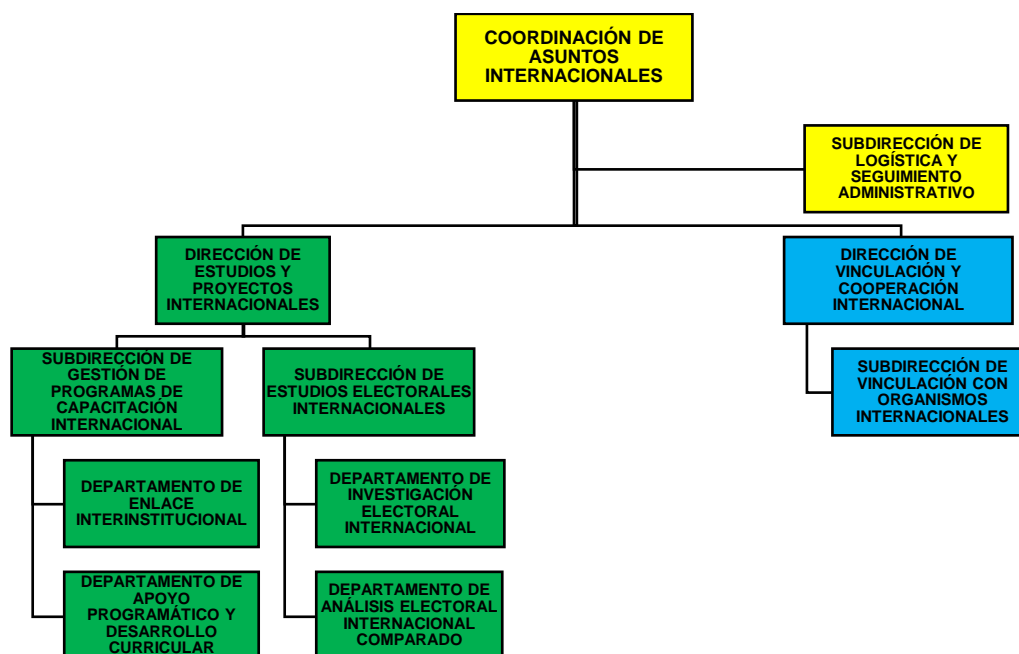 COORDINACIÓN DE
ASUNTOS
INTERNACIONALES
SUBDIRECCIÓN DE
LOGÍSTICA Y
SEGUIMIENTO
ADMINISTRATIVO
DIRECCIÓN DE
ESTUDIOS Y
PROYECTOS
INTERNACIONALES
DIRECCIÓN DE
VINCULACIÓN Y
COOPERACIÓN
INTERNACIONAL
SUBDIRECCIÓN DE
GESTIÓN DE
PROGRAMAS DE
CAPACITACIÓN
INTERNACIONAL
SUBDIRECCIÓN DE
ESTUDIOS ELECTORALES
INTERNACIONALES
SUBDIRECCIÓN DE
VINCULACIÓN CON
ORGANISMOS
INTERNACIONALES
DEPARTAMENTO DE
ENLACE
INTERINSTITUCIONAL
DEPARTAMENTO DE
INVESTIGACIÓN
ELECTORAL
INTERNACIONAL
DEPARTAMENTO DE
APOYO
PROGRAMÁTICO Y
DESARROLLO
CURRICULAR
DEPARTAMENTO DE
ANÁLISIS ELECTORAL
INTERNACIONAL
COMPARADO